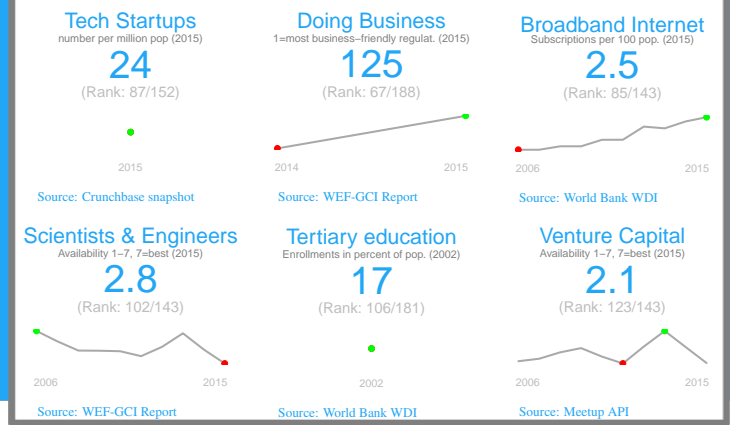 Tech Startups
number per million pop (2015)
24
(Rank: 87/152)
2015
Source: Crunchbase snapshot
Doing Business
1=most business−friendly regulat. (2015)
125
(Rank: 67/188)
2014 2015
Source: WEF-GCI Report
Broadband Internet
Subscriptions per 100 pop. (2015)
2.5
(Rank: 85/143)
2006 2015
Source: World Bank WDI
Scientists & Engineers
Availability 1−7, 7=best (2015)
2.8
(Rank: 102/143)
2006 2015
Source: WEF-GCI Report
Tertiary education
Enrollments in percent of pop. (2002)
17
(Rank: 106/181)
2002
Source: World Bank WDI
Venture Capital
Availability 1−7, 7=best (2015)
2.1
(Rank: 123/143)
2006 2015
Source: Meetup API